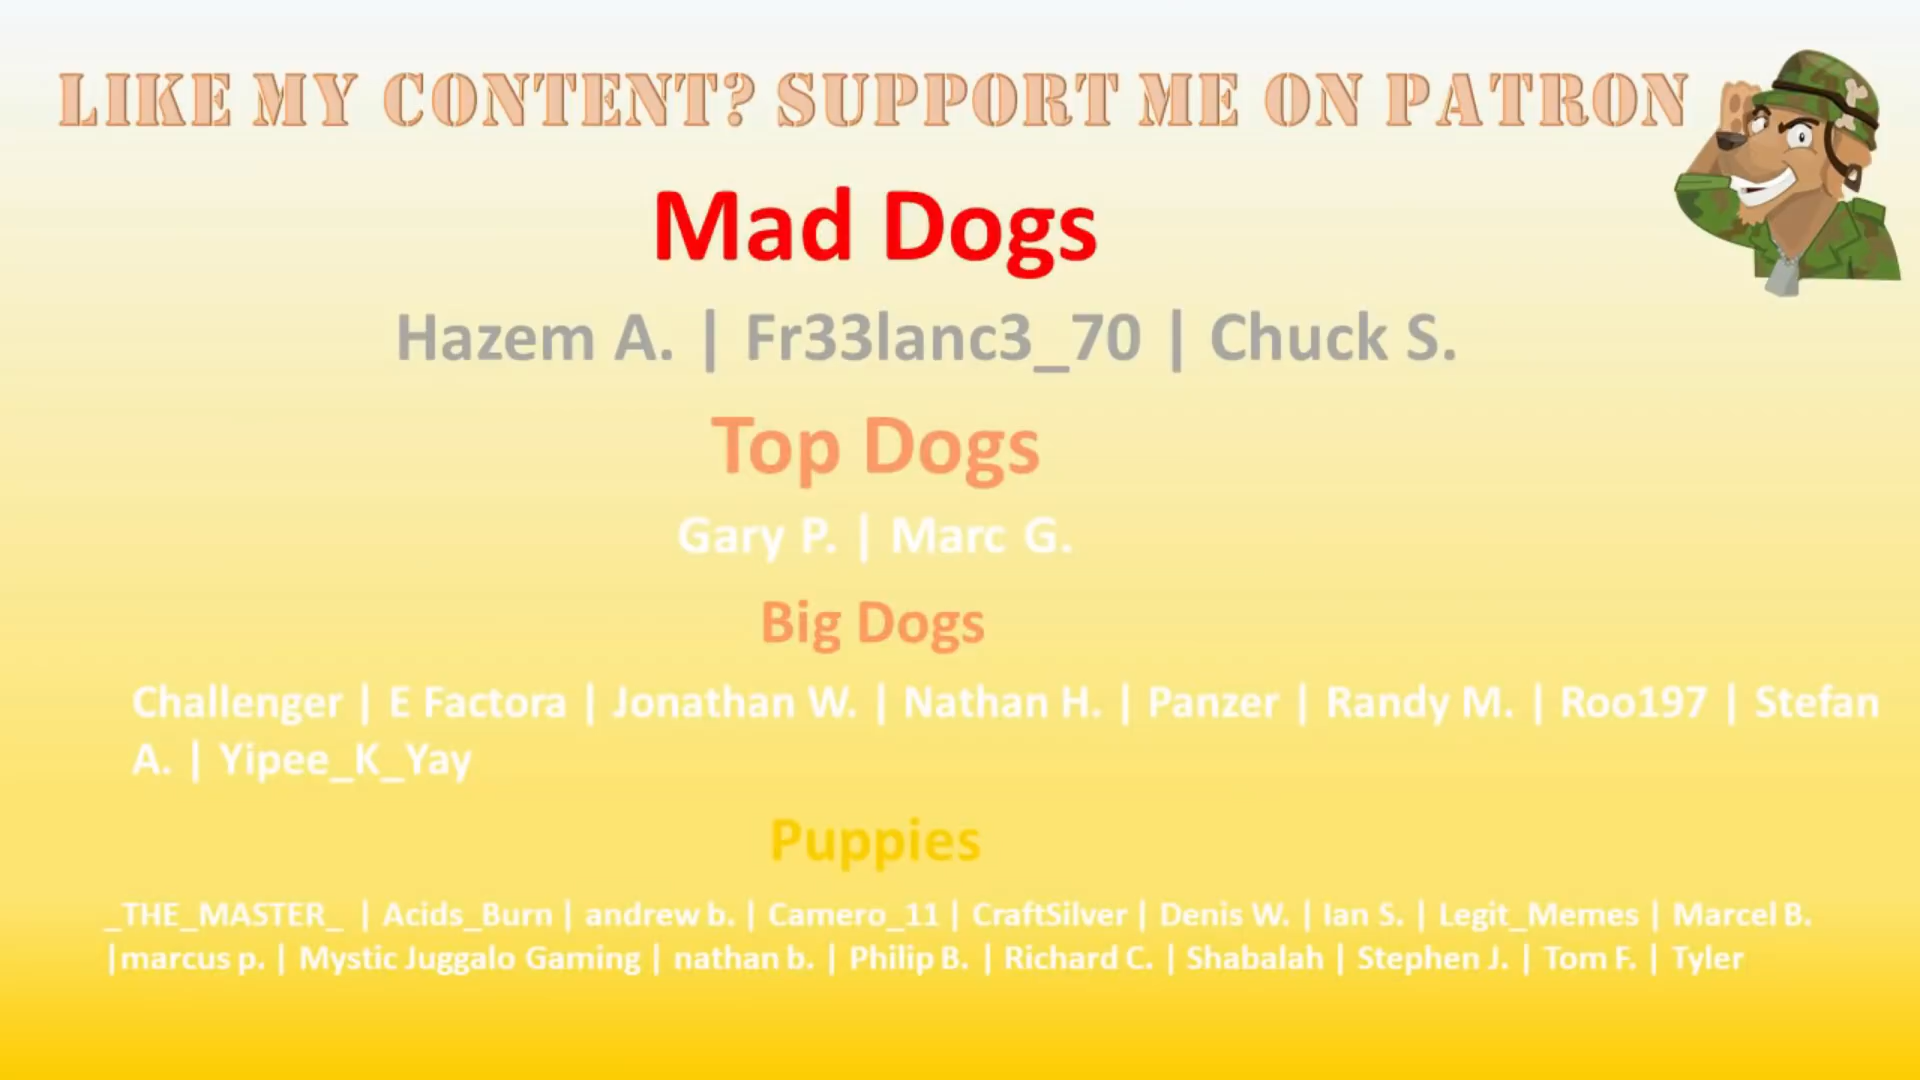 LIKE MY CONTENT? SUPPORT ME ON PATRON
Mad Dogs
Hazem A. | Fr33lanc3_70 | Chuck S.
Top Dogs
Gary P. | Marc G.
Big Dogs
Challenger | E Factora | Jonathan W. | Nathan H. | Panzer | Randy M. | Roo197 | Stefan
A. | Yipee_K_Yay
Puppies
_THE_MASTER_ | Acids_Burn | andrew b. | Camero_11 | CraftSilver | Denis W. | Ian S. | Legit_Memes | Marcel B.
|marcus p. | Mystic Juggalo Gaming | nathan b. | Philip B. | Richard C. | Shabalah | Stephen J. | Tom F. | Tyler